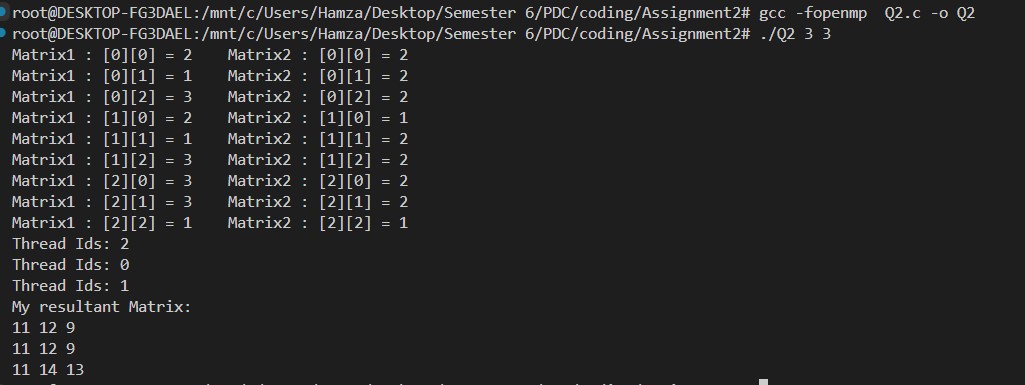 root@DESKTOP-FG3DAEL:/mnt/c/Users/Hamza/Desktop/Semester 6/PDC/coding/Assignment2# gcc -fopenmp  Q2.c -o Q2
root@DESKTOP-FG3DAEL:/mnt/c/Users/Hamza/Desktop/Semester 6/PDC/coding/Assignment2# ./Q2 3 3
Matrix1 : [0][0] = 2    Matrix2 : [0][0] = 2
Matrix1 : [0][1] = 1    Matrix2 : [0][1] = 2
Matrix1 : [0][2] = 3    Matrix2 : [0][2] = 2
Matrix1 : [1][0] = 2    Matrix2 : [1][0] = 1
Matrix1 : [1][1] = 1    Matrix2 : [1][1] = 2
Matrix1 : [1][2] = 3    Matrix2 : [1][2] = 2
Matrix1 : [2][0] = 3    Matrix2 : [2][0] = 2
Matrix1 : [2][1] = 3    Matrix2 : [2][1] = 2
Matrix1 : [2][2] = 1    Matrix2 : [2][2] = 1
Thread Ids: 2
Thread Ids: 0
Thread Ids: 1
My resultant Matrix:
11 12 9
11 12 9
11 14 13